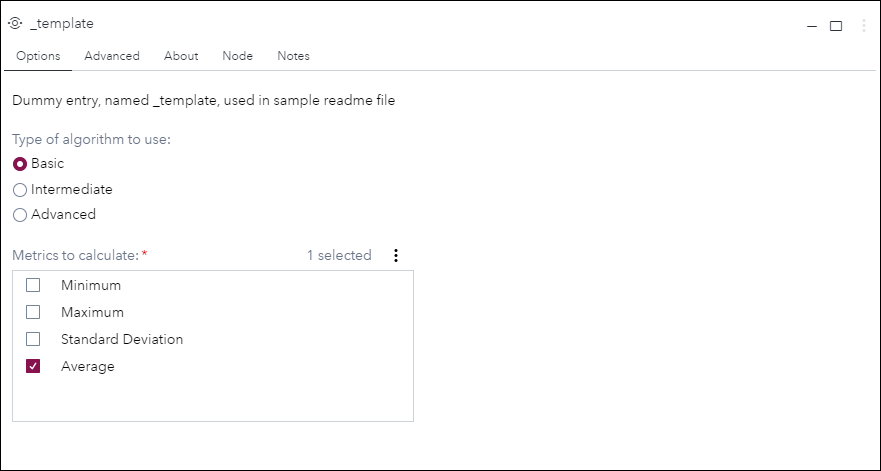 _template
Options Advanced About Node Notes
Dummy entry, named _template, used in sample readme file
Type of algorithm to use:
Basic
Intermediate
Advanced
Metrics to calculate:* 1 selected
Minimum
Maximum
Standard Deviation
Average